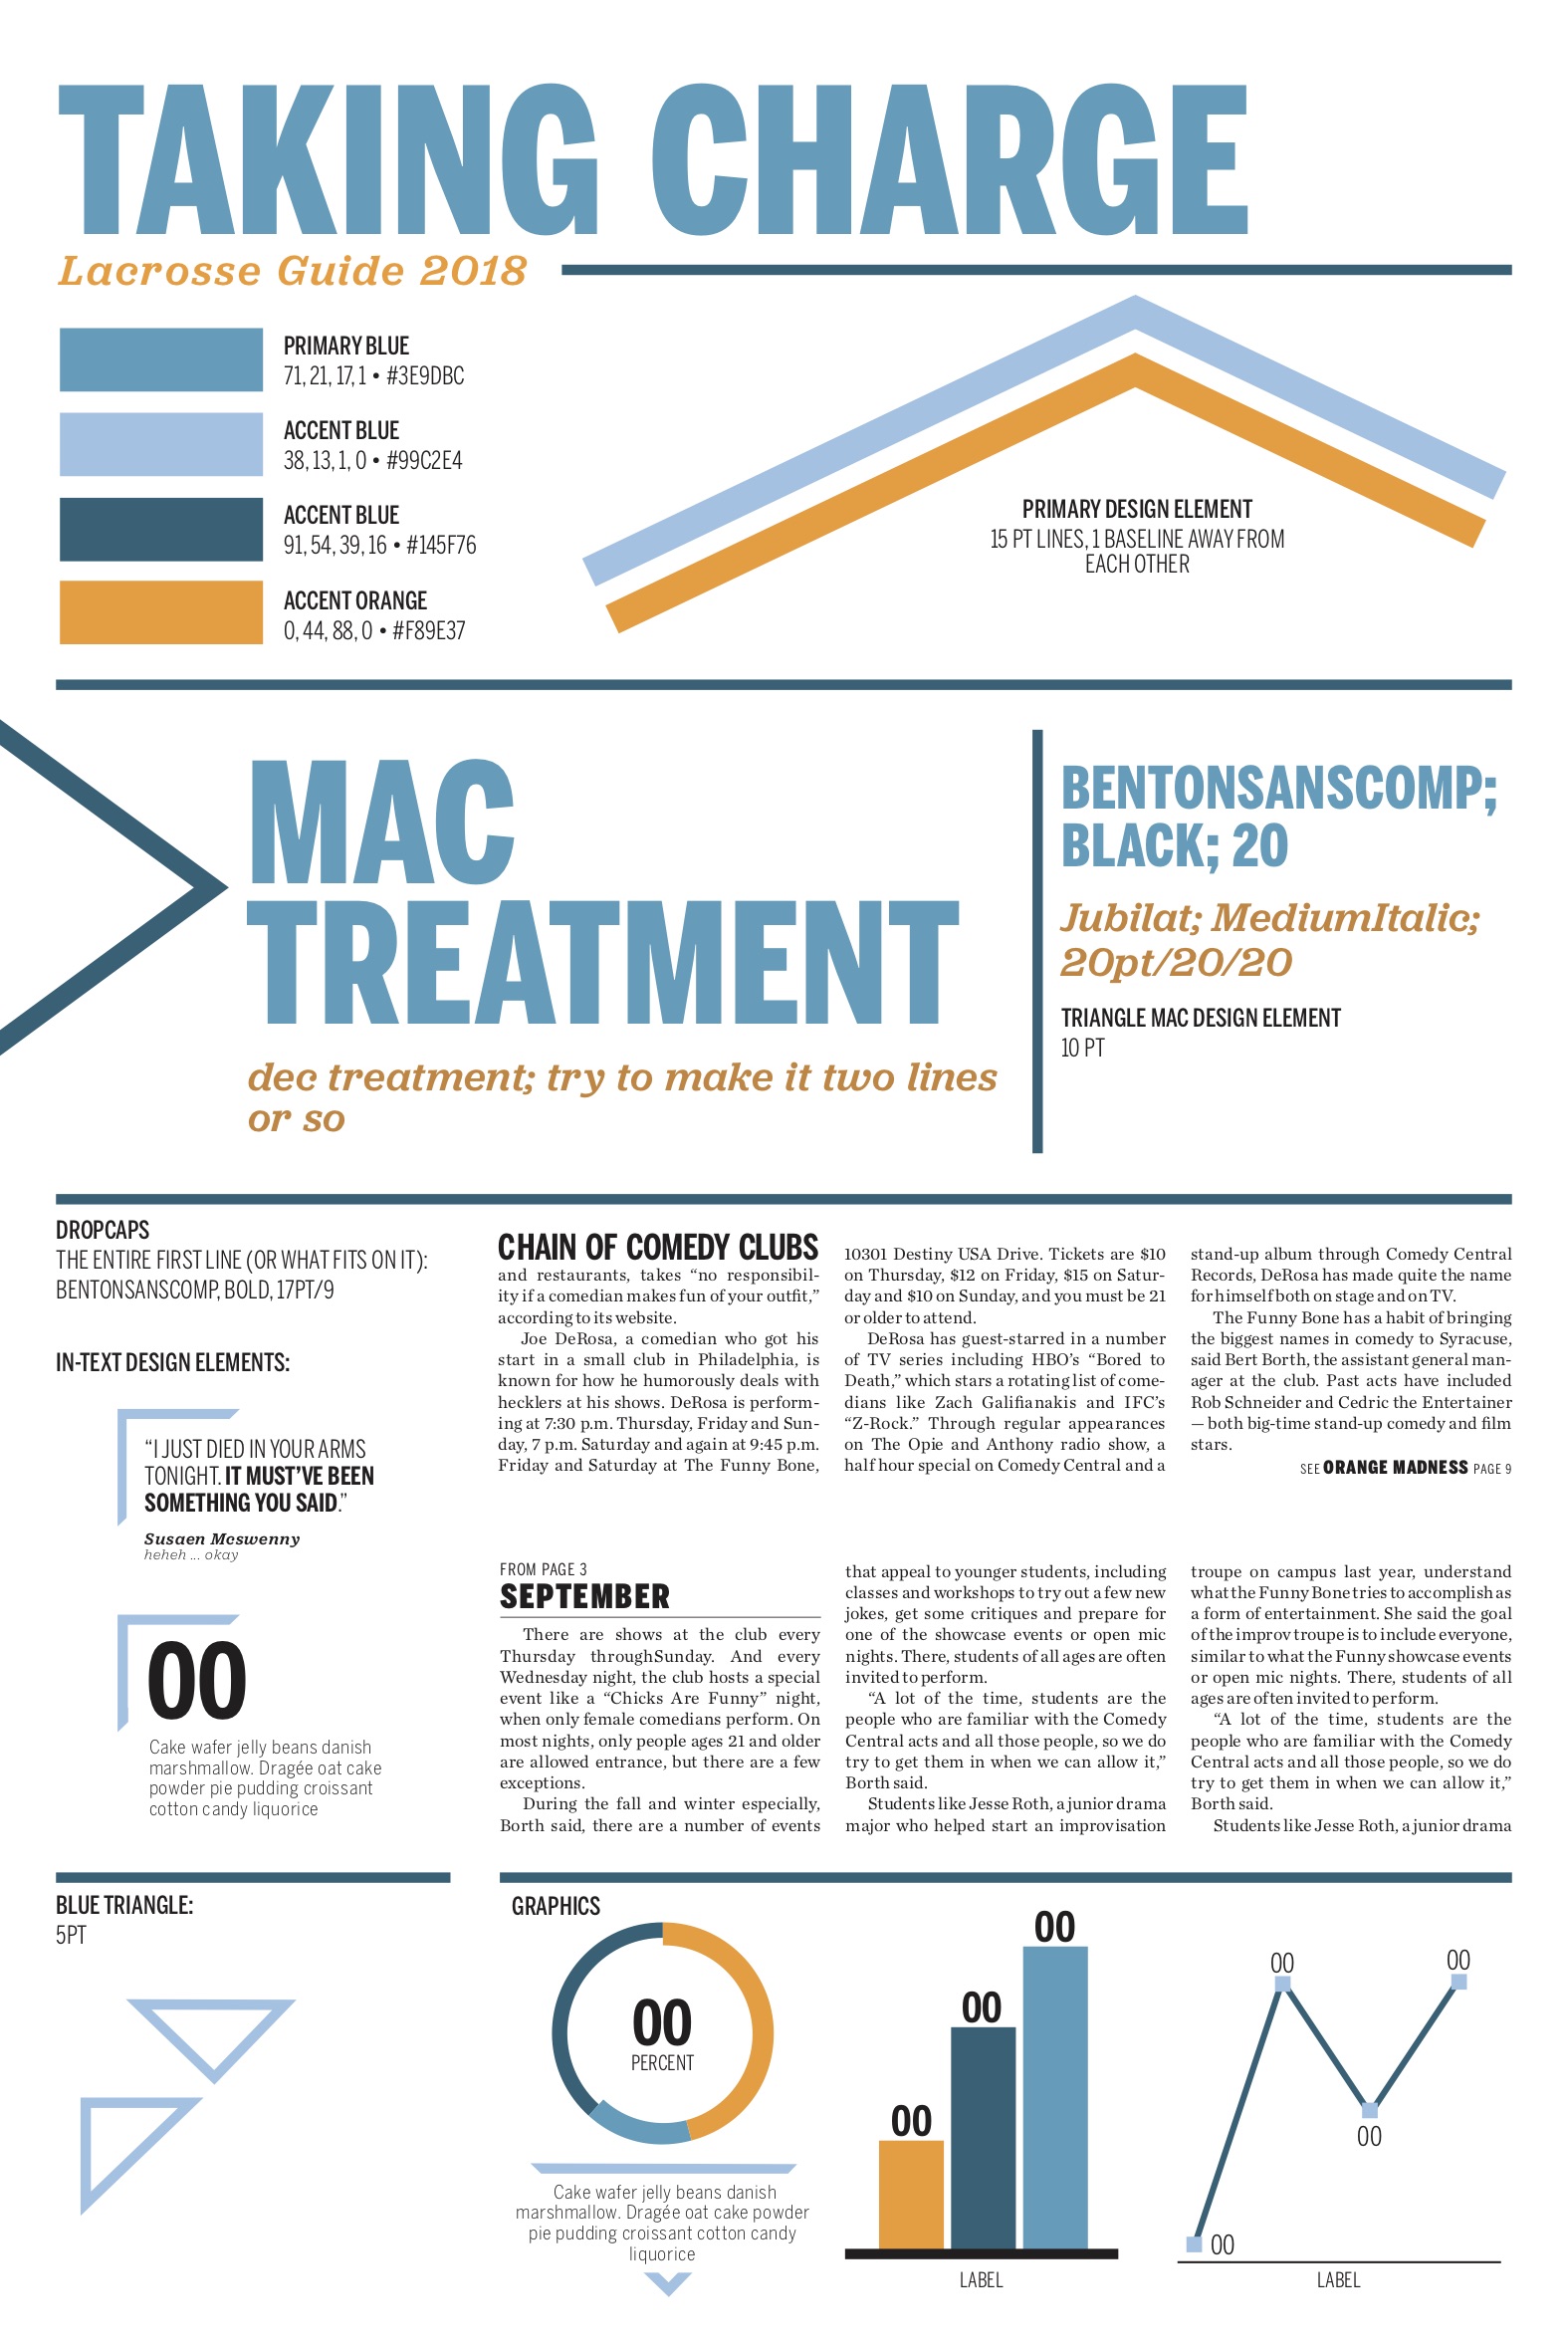 TAKING CHARGE
Lacrosse Guide 2018
PRIMARY BLUE
71, 21, 17, 1 • #3E9DBC
ACCENT BLUE
38, 13, 1, 0 • #99C2E4
ACCENT BLUE
91, 54, 39, 16 • #145F76
ACCENT ORANGE
0, 44, 88, 0 • #F89E37
PRIMARY DESIGN ELEMENT
15 PT LINES, 1 BASELINE AWAY FROM
EACH OTHER
MAC
TREATMENT
dec treatment; try to make it two lines
or so
BENTONSANSCOMP;
BLACK; 20
Jubilat; MediumItalic;
20pt/20/20
TRIANGLE MAC DESIGN ELEMENT
10 PT
DROPCAPS
THE ENTIRE FIRST LINE (OR WHAT FITS ON IT):
BENTONSANSCOMP, BOLD, 17PT/9
IN-TEXT DESIGN ELEMENTS:
“I JUST DIED IN YOUR ARMS
TONIGHT. IT MUST’VE BEEN
SOMETHING YOU SAID.”
Susaen Mcswenny
heheh ... okay
00
Cake wafer jelly beans danish
marshmallow. Dragée oat cake
powder pie pudding croissant
cotton candy liquorice
CHAIN OF COMEDY CLUBS
and restaurants, takes “no responsibil-
ity if a comedian makes fun of your outfit,”
according to its website.
Joe DeRosa, a comedian who got his
start in a small club in Philadelphia, is
known for how he humorously deals with
hecklers at his shows. DeRosa is perform-
ing at 7:30 p.m. Thursday, Friday and Sun-
day, 7 p.m. Saturday and again at 9:45 p.m.
Friday and Saturday at The Funny Bone,
10301 Destiny USA Drive. Tickets are $10
on Thursday, $12 on Friday, $15 on Satur-
day and $10 on Sunday, and you must be 21
or older to attend.
DeRosa has guest-starred in a number
of TV series including HBO’s “Bored to
Death,” which stars a rotating list of come-
dians like Zach Galifianakis and IFC’s
“Z-Rock.” Through regular appearances
on The Opie and Anthony radio show, a
half hour special on Comedy Central and a
stand-up album through Comedy Central
Records, DeRosa has made quite the name
for himself both on stage and on TV.
The Funny Bone has a habit of bringing
the biggest names in comedy to Syracuse,
said Bert Borth, the assistant general man-
ager at the club. Past acts have included
Rob Schneider and Cedric the Entertainer
— both big-time stand-up comedy and film
stars.
SEE ORANGE MADNESS PAGE 9
FROM PAGE 3
SEPTEMBER
There are shows at the club every
Thursday throughSunday. And every
Wednesday night, the club hosts a special
event like a “Chicks Are Funny” night,
when only female comedians perform. On
most nights, only people ages 21 and older
are allowed entrance, but there are a few
exceptions.
During the fall and winter especially,
Borth said, there are a number of events
that appeal to younger students, including
classes and workshops to try out a few new
jokes, get some critiques and prepare for
one of the showcase events or open mic
nights. There, students of all ages are often
invited to perform.
“A lot of the time, students are the
people who are familiar with the Comedy
Central acts and all those people, so we do
try to get them in when we can allow it,”
Borth said.
Students like Jesse Roth, a junior drama
major who helped start an improvisation
troupe on campus last year, understand
what the Funny Bone tries to accomplish as
a form of entertainment. She said the goal
of the improv troupe is to include everyone,
similar to what the Funny showcase events
or open mic nights. There, students of all
ages are often invited to perform.
“A lot of the time, students are the
people who are familiar with the Comedy
Central acts and all those people, so we do
try to get them in when we can allow it,”
Borth said.
Students like Jesse Roth, a junior drama
BLUE TRIANGLE:
5PT
GRAPHICS
00
PERCENT
Cake wafer jelly beans danish
marshmallow. Dragée oat cake powder
pie pudding croissant cotton candy
liquorice
00
00
00
LABEL
00
00
00
00
LABEL